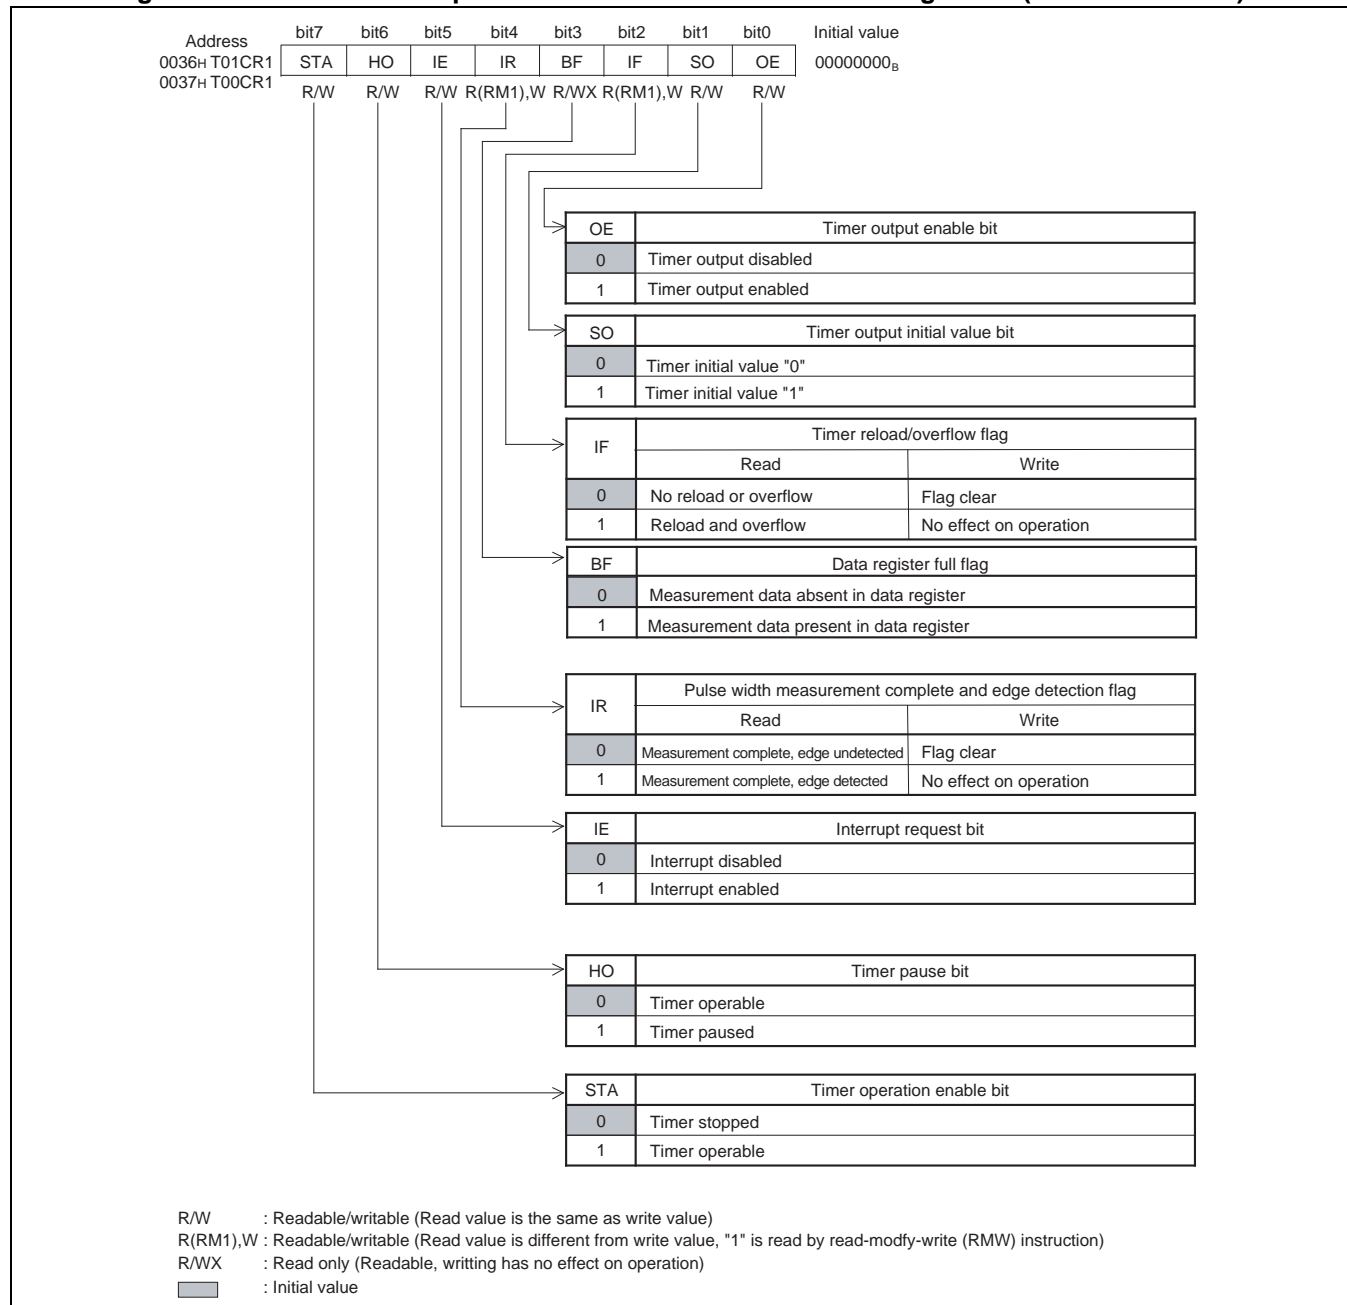 bit7 bit6 bit5 bit4 bit3 bit2 bit1 bit0 Initial value
Address
0036H T01CR1 STA HO IE IR BF IF SO OE 00000000B
0037H T00CR1
R/W R/W R/W R(RM1),W R/WX R(RM1),W R/W R/W
OE Timer output enable bit
0 Timer output disabled
1 Timer output enabled
SO Timer output initial value bit
0 Timer initial value "0"
1 Timer initial value "1"
IF Timer reload/overflow flag
Read Write
0 No reload or overflow Flag clear
1 Reload and overflow No effect on operation
BF Data register full flag
0 Measurement data absent in data register
1 Measurement data present in data register
IR Pulse width measurement complete and edge detection flag
Read Write
0 Measurement complete, edge undetected Flag clear
1 Measurement complete, edge detected No effect on operation
IE Interrupt request bit
0 Interrupt disabled
1 Interrupt enabled
HO Timer pause bit
0 Timer operable
1 Timer paused
STA Timer operation enable bit
0 Timer stopped
1 Timer operable
R/W : Readable/writable (Read value is the same as write value)
R(RM1),W : Readable/writable (Read value is different from write value, "1" is read by read-modfy-write (RMW) instruction)
R/WX : Read only (Readable, writting has no effect on operation)
: Initial value